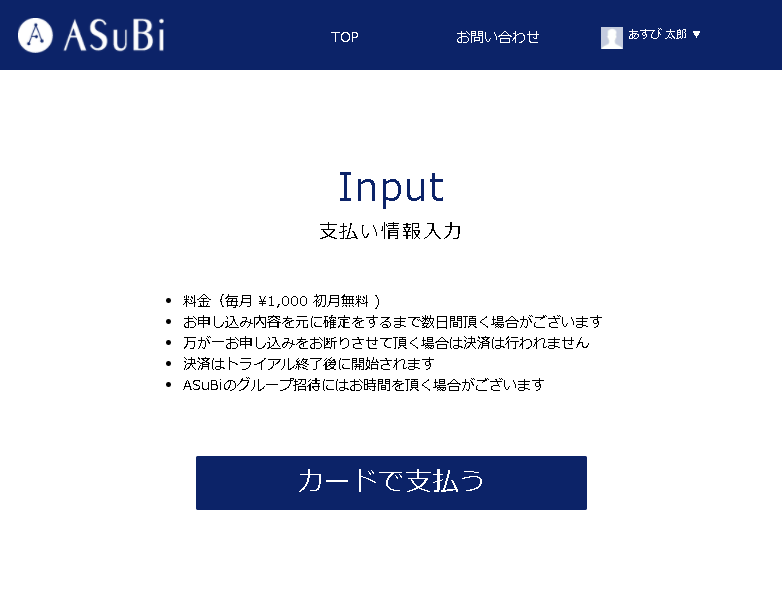 ASuBi
TOP
お問い合わせ
あすび 太郎 ▼
Input
支払い情報入力
• 料金（毎月 ¥1,000 初月無料 )
• お申し込み内容を元に確定をするまで数日間頂く場合がございます
• 万が一お申し込みをお断りさせて頂く場合は決済は行われません
• 決済はトライアル終了後に開始されます
• ASuBiのグループ招待にはお時間を頂く場合がございます
カードで支払う